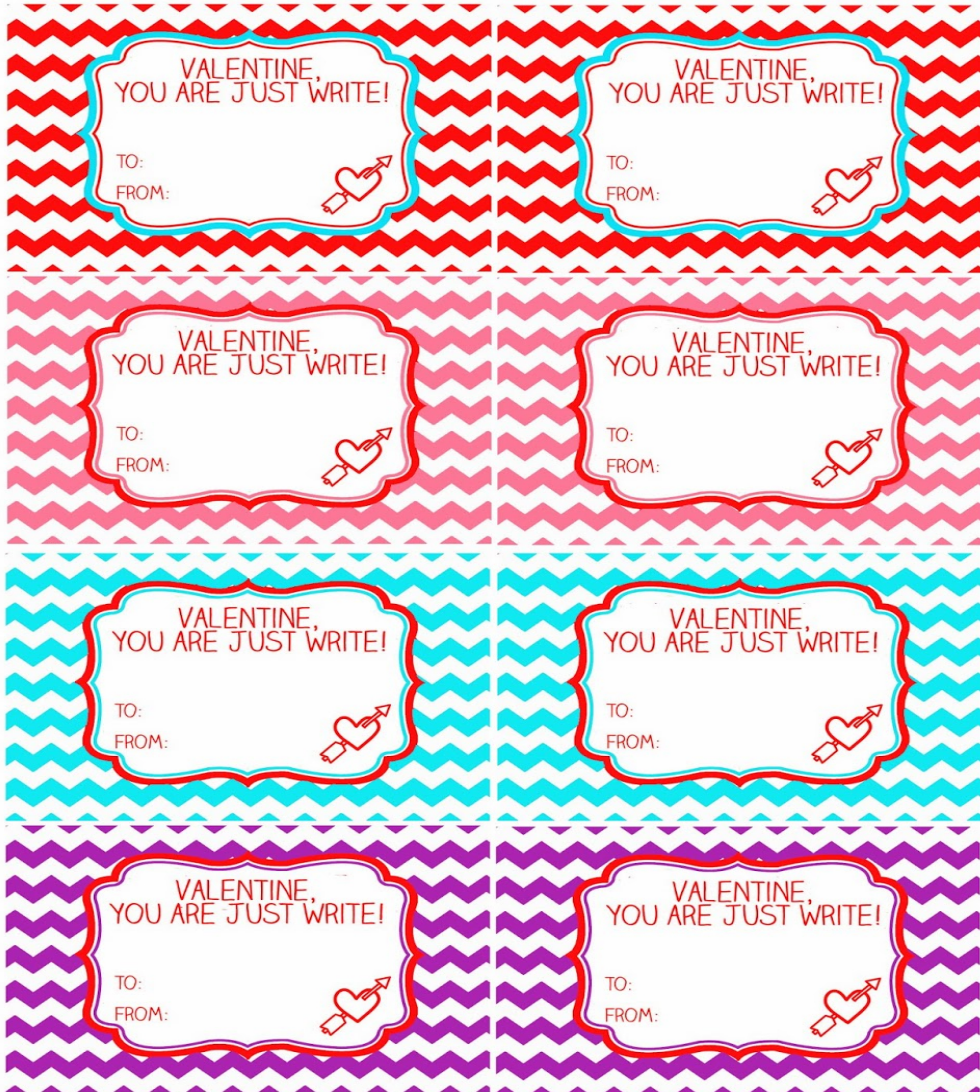 VALENTINE,
YOU ARE JUST WRITE!
TO:
FROM:
VALENTINE,
YOU ARE JUST WRITE!
TO:
FROM:
VALENTINE,
YOU ARE JUST WRITE!
TO:
FROM:
VALENTINE,
YOU ARE JUST WRITE!
TO:
FROM:
VALENTINE,
YOU ARE JUST WRITE!
TO:
FROM:
VALENTINE,
YOU ARE JUST WRITE!
TO:
FROM:
VALENTINE,
YOU ARE JUST WRITE!
TO:
FROM:
VALENTINE,
YOU ARE JUST WRITE!
TO:
FROM: